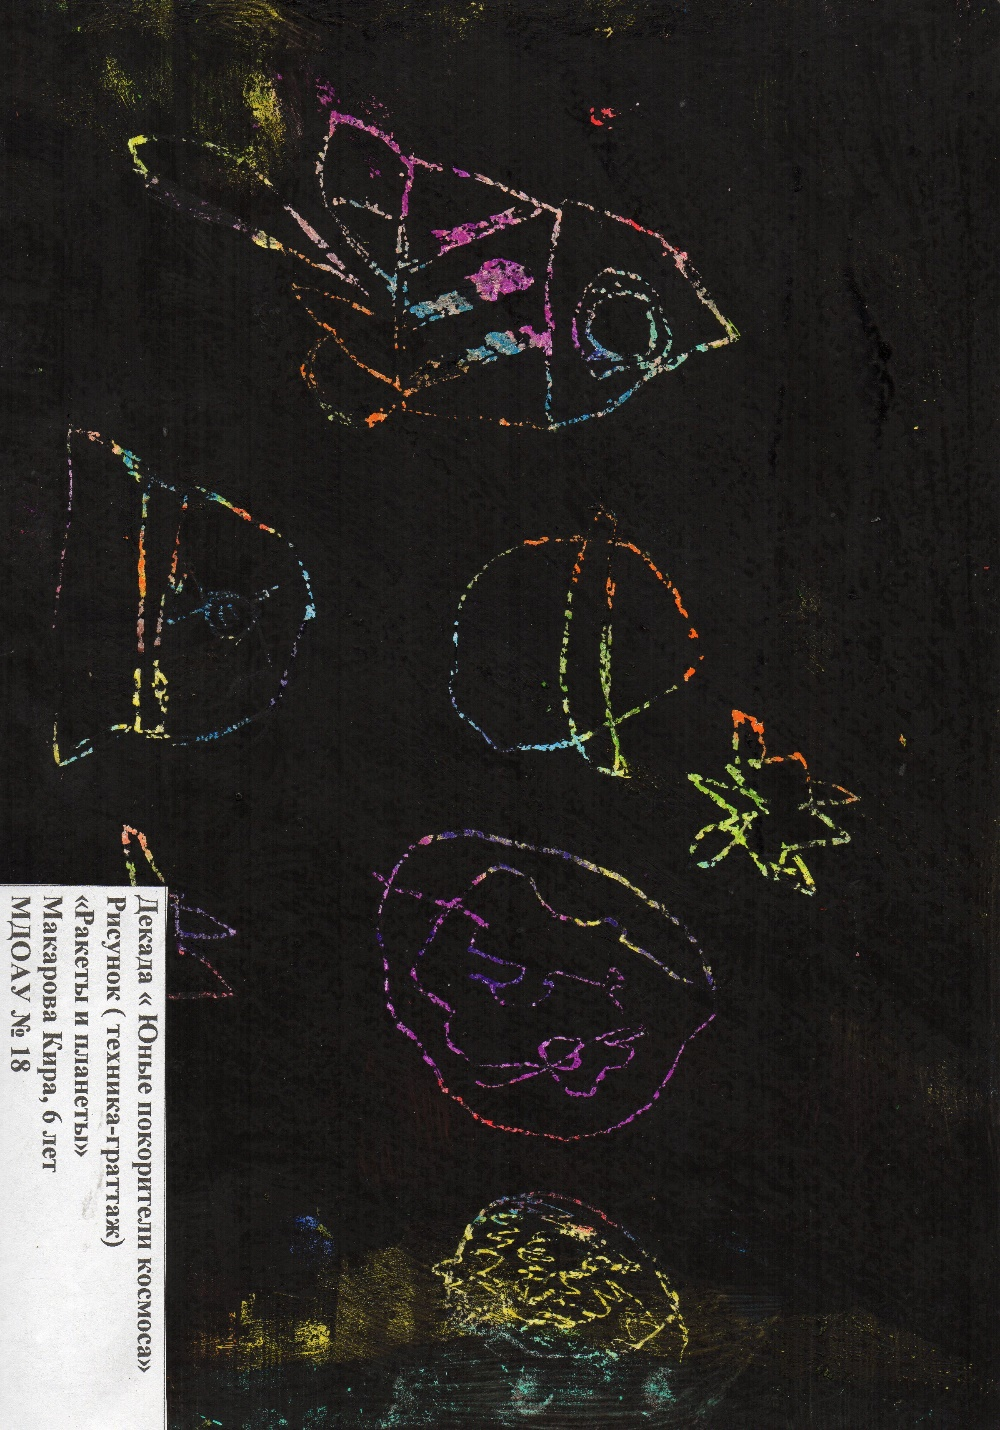 Декада « Юные покорители космоса»
Рисунок ( техника-граттаж)
«Ракеты и планеты»
Макарова Кира, 6 лет
МДОАУ № 18